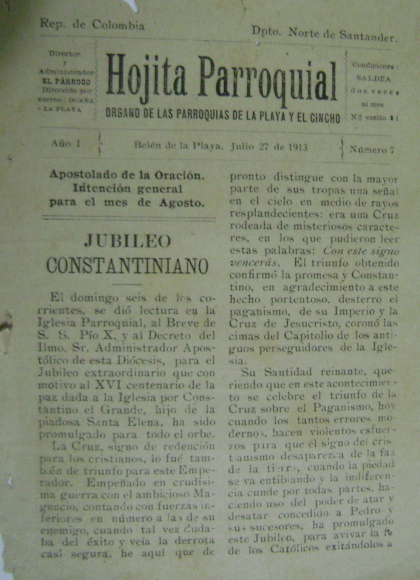 Rep. de Colombia
Dpto. Norte de Santander.
Director
y
Administrador
EL PÁRROCO
Dirección por
correo: OCAÑA
- LA PLAYA
Hojita Parroquial
ORGANO DE LAS PARROQUIAS DE LA PLAYA Y EL CINCHO
Condiciones:
SALDRA
dos veces
al mes
Nº suelto $1
Año I
Belén de la Playa, Julio 27 de 1913
Número 7
Apostolado de la Oración.
Intención general
para el mes de Agosto.
JUBILEO
CONSTANTINIANO
El domingo seis de los co-
rrientes, se dió lectura en la
Iglesia Parroquial, al Breve de
S. S. Pío X, y al Decreto del
Ilmo. Sr. Administrador Apos-
tólico de esta Diócesis, para el
Jubileo extraordinario que con
motivo al XVI centenario de la
paz dada a la Iglesia por Cons-
tantino el Grande, hijo de la
piadosa Santa Elena, ha sido
promulgado para todo el orbe.
La Cruz, signo de redención
para los cristianos, lo fué tam-
bién de triunfo para este Empe-
rador. Empeñado en crudísima
guerra con el ambicioso Ma-
gencio, contando con fuerzas in-
feriores en número a las de su
enemigo, cuando tal vez duda-
ba del éxito y veía la derrota
casi segura, he aquí que de
pronto distingue con la mayor
parte de sus tropas una señal
en el cielo en medio de rayos
resplandecientes: era una Cruz
rodeada de misteriosos caracte-
res, en los que pudieron leer
estas palabras: Con este signo
vencerás. El triunfo obtenido
confirmó la promesa y Constan-
tino, en agradecimiento a este
hecho portentoso, desterró el
paganismo, de su Imperio y la
Cruz de Jesucristo, coronó las
cimas del Capitolio de los anti-
guos perseguidores de la Igle-
sia.
Su Santidad reinante, que-
riendo que en este acontecimien-
to se celebre el triunfo de la
Cruz sobre el Paganismo, hoy
cuando los tantos errores mo-
dernos, hacen violentos esfuer-
zos para que el signo del cris
tianismo desaparezca de la faz
de la tierra, cuando la piedad
se va entibiando y la indiferen-
cia cunde por todas partes, ha-
ciendo uso del poder de atar y
desatar concedido a Pedro y
sus sucesores, ha promulgado
este Jubileo, para avivar la fe
de los Católicos exitándolos a